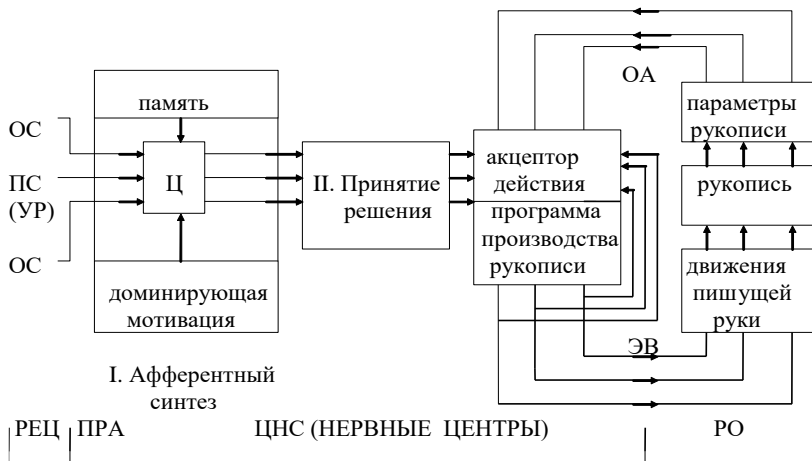 память
ОС
ПС
(УР)
ОС
Ц
доминирующая
мотивация
I. Афферентный
синтез
II. Принятие
решения
акцептор
действия
программа
производства
рукописи
ОА
ЭВ
параметры
рукописи
рукопись
движения
пишущей
руки
РЕЦ ПРА ЦНС (НЕРВНЫЕ ЦЕНТРЫ) РО